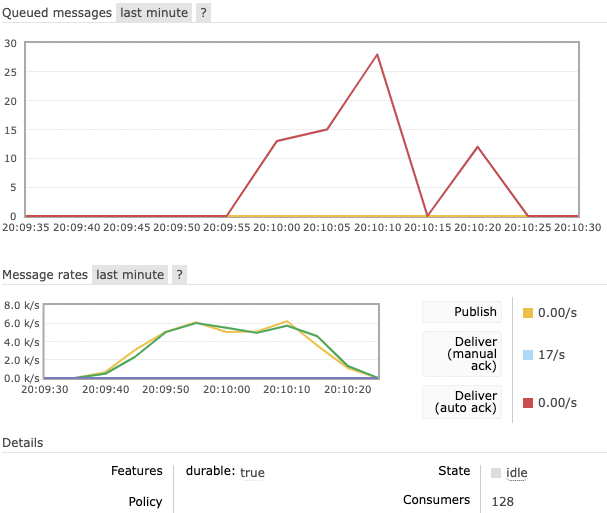 Queued messages last minute ?
30
25
20
15
10
5
0
20:09:35 20:09:40 20:09:45 20:09:50 20:09:55 20:10:00 20:10:05 20:10:10 20:10:15 20:10:20 20:10:25 20:10:30
Message rates last minute ?
8.0 k/s
6.0 k/s
4.0 k/s
2.0 k/s
0.0 k/s
20:09:30 20:09:40 20:09:50 20:10:00 20:10:10 20:10:20
Publish 0.00/s
Deliver
(manual 17/s
ack)
Deliver
(auto ack) 0.00/s
Details
Features durable: true State idle
Policy Consumers 128